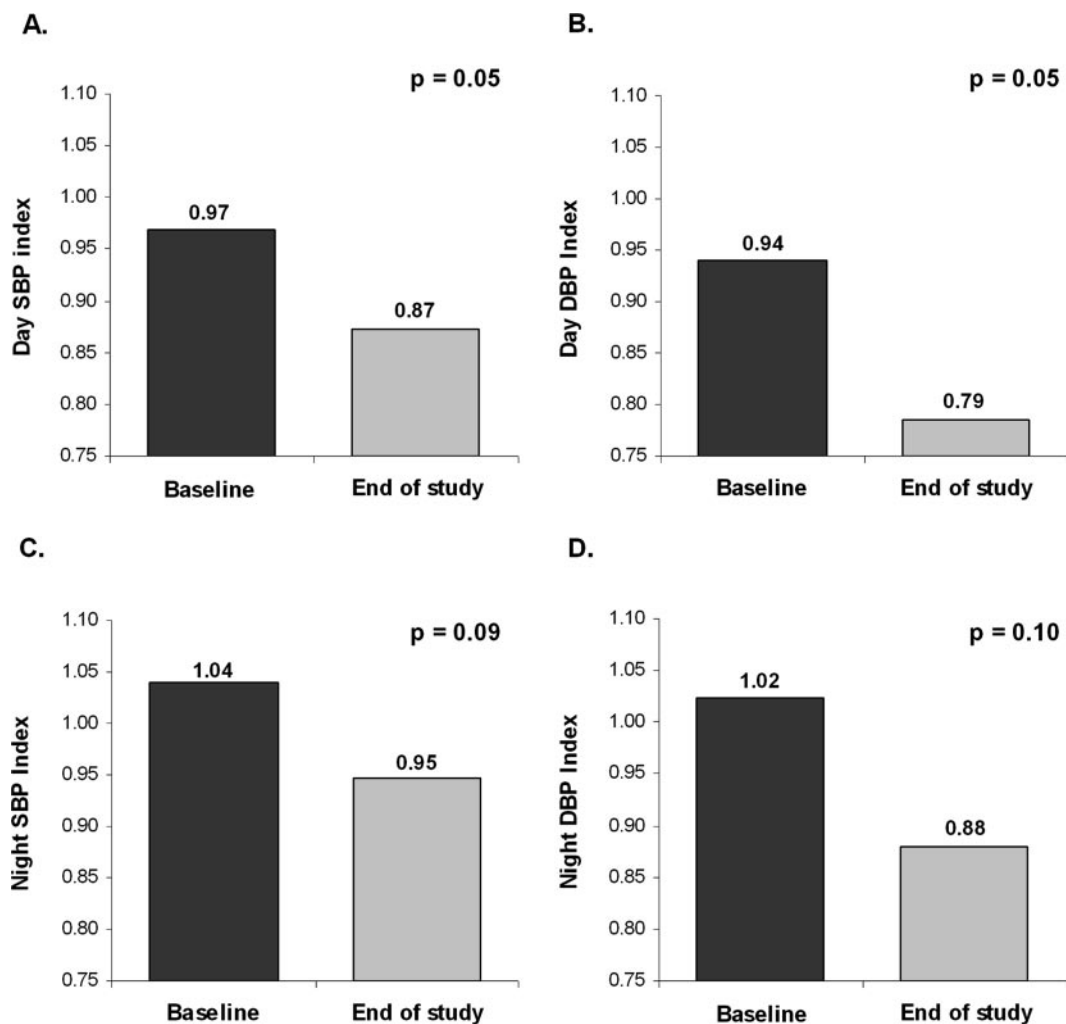 A.
p = 0.05
Day SBP index
1.10
1.05
1.00
0.95
0.90
0.85
0.80
0.75
0.97
0.87
Baseline
End of study
B.
p = 0.05
Day DBP Index
1.10
1.05
1.00
0.95
0.90
0.85
0.80
0.75
0.94
0.79
Baseline
End of study
C.
p = 0.09
Night SBP Index
1.10
1.05
1.00
0.95
0.90
0.85
0.80
0.75
1.04
0.95
Baseline
End of study
D.
p = 0.10
Night DBP Index
1.10
1.05
1.00
0.95
0.90
0.85
0.80
0.75
1.02
0.88
Baseline
End of study